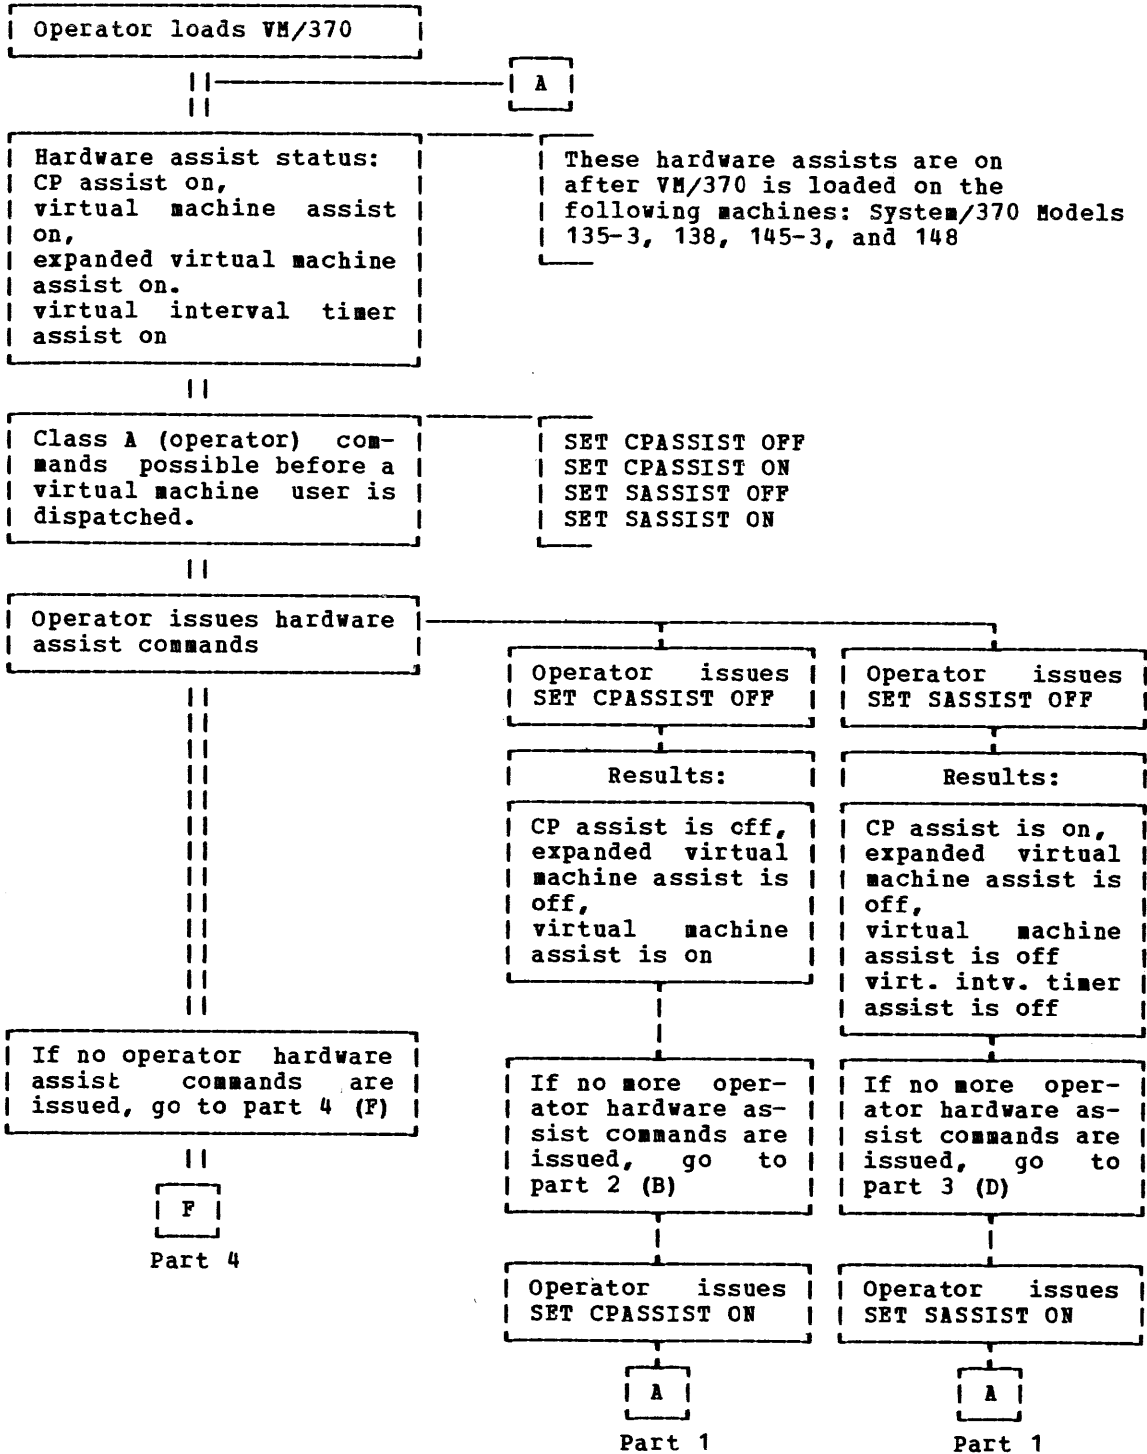 Operator loads VM/370
A
Hardware assist status:
CP assist on,
virtual machine assist
on,
expanded virtual machine
assist on.
virtual interval timer
assist on
These hardware assists are on
after VM/370 is loaded on the
following machines: System/370 Models
135-3, 138, 145-3, and 148
Class A (operator) com-
mands possible before a
virtual machine user is
dispatched.
SET CPASSIST OFF
SET CPASSIST ON
SET SASSIST OFF
SET SASSIST ON
Operator issues hardware
assist commands
Operator issues
SET CPASSIST OFF
Results:
CP assist is off,
expanded virtual
machine assist is
off,
virtual machine
assist is on
If no more oper-
ator hardware as-
sist commands are
issued, go to
part 2 (B)
Operator issues
SET CPASSIST ON
A
Part 1
Operator issues
SET SASSIST OFF
Results:
CP assist is on,
expanded virtual
machine assist is
off,
virtual machine
assist is off
virt. intv. timer
assist is off
If no more oper-
ator hardware as-
sist commands are
issued, go to
part 3 (D)
Operator issues
SET SASSIST ON
A
Part 1
If no operator hardware
assist commands are
issued, go to part 4 (F)
F
Part 4